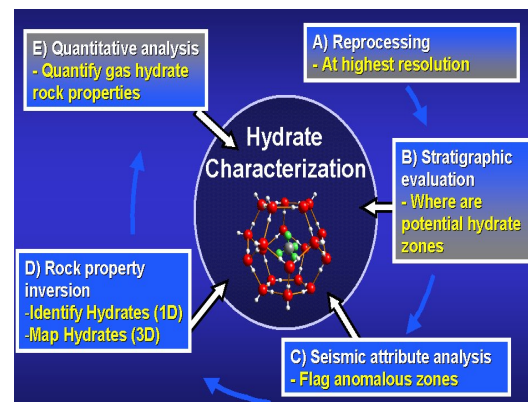 A) Reprocessing
- At highest resolution
B) Stratigraphic
evaluation
- Where are
potential hydrate
zones
C) Seismic attribute analysis
- Flag anomalous zones
D) Rock property
inversion
-Identify Hydrates (1D)
-Map Hydrates (3D)
E) Quantitative analysis
- Quantify gas hydrate
rock properties
Hydrate
Characterization